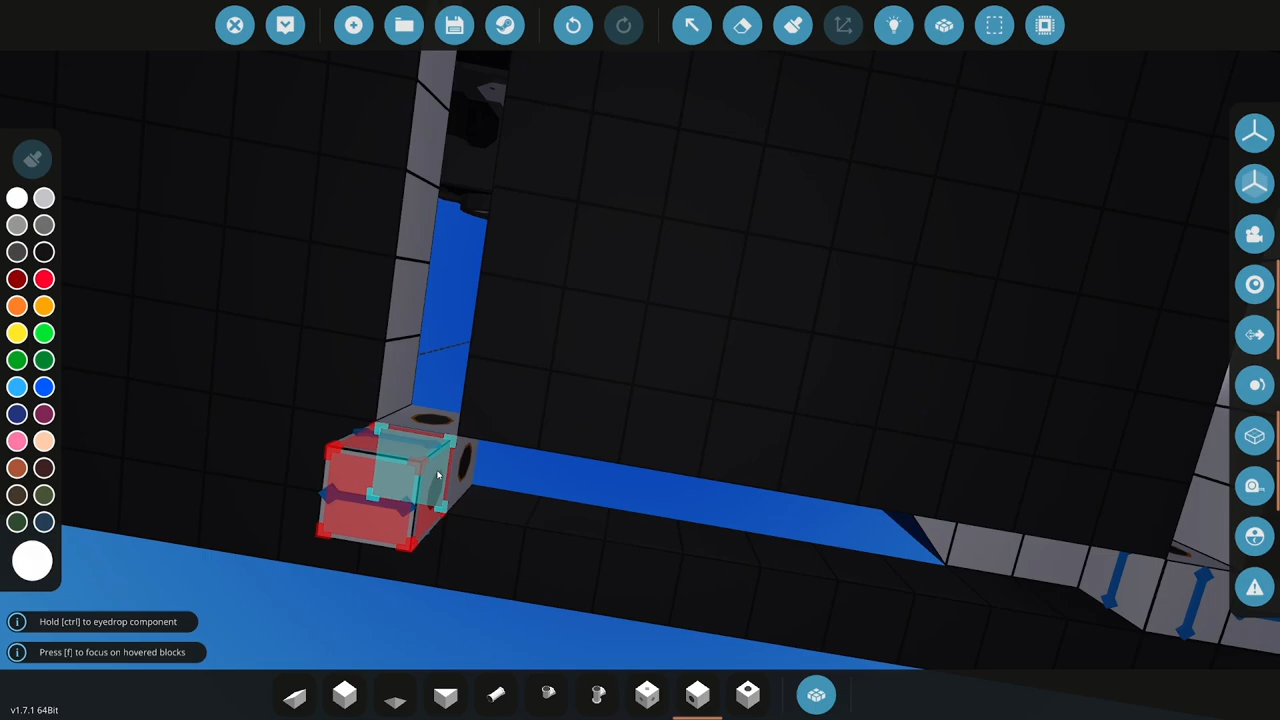 Hold [ctrl] to eyedrop component
Press [f] to focus on hovered blocks
v1.7.1 64Bit